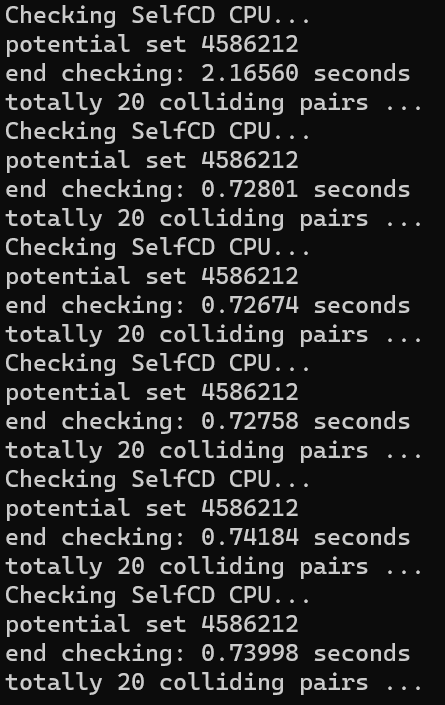 Checking SelfCD CPU...
potential set 4586212
end checking: 2.16560 seconds
totally 20 colliding pairs ...
Checking SelfCD CPU...
potential set 4586212
end checking: 0.72801 seconds
totally 20 colliding pairs ...
Checking SelfCD CPU...
potential set 4586212
end checking: 0.72674 seconds
totally 20 colliding pairs ...
Checking SelfCD CPU...
potential set 4586212
end checking: 0.72758 seconds
totally 20 colliding pairs ...
Checking SelfCD CPU...
potential set 4586212
end checking: 0.74184 seconds
totally 20 colliding pairs ...
Checking SelfCD CPU...
potential set 4586212
end checking: 0.73998 seconds
totally 20 colliding pairs ...